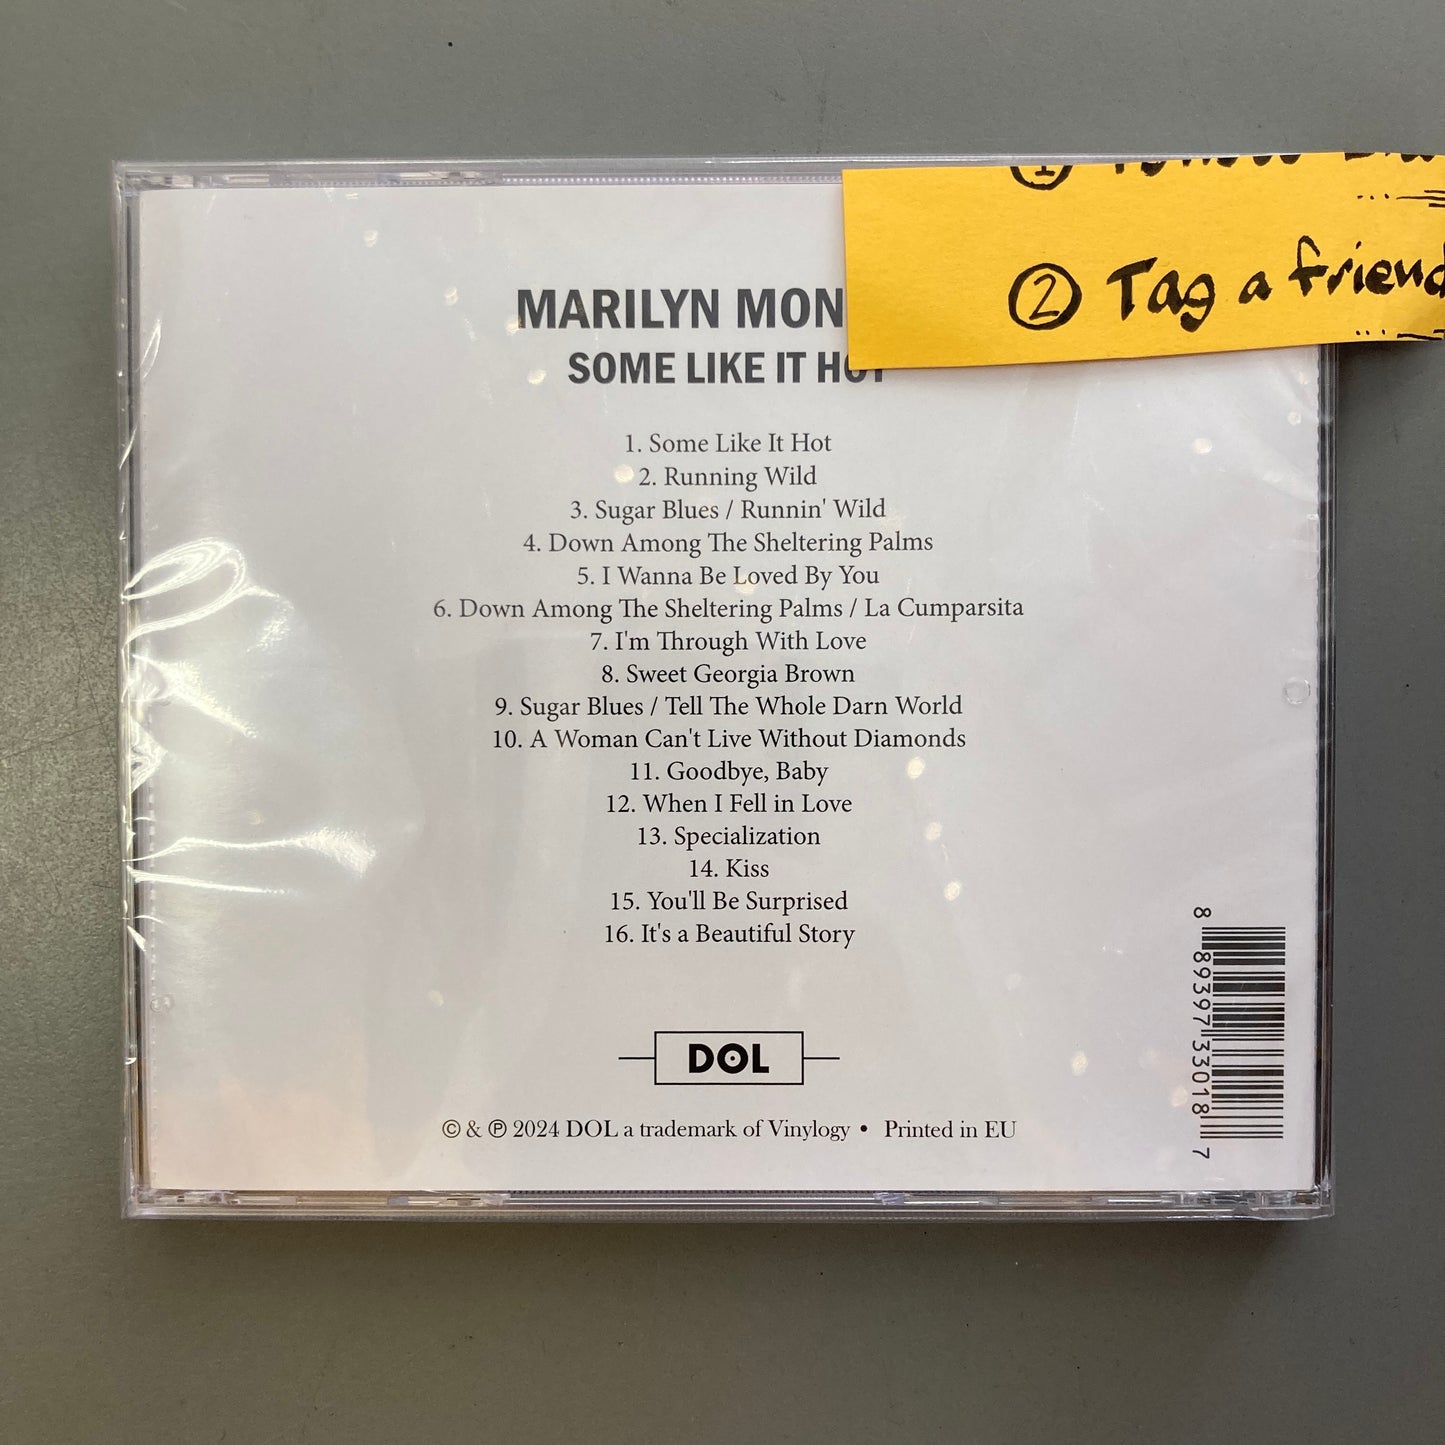 ①
② Tag a friend
MARILYN MON
SOME LIKE IT HOT
1. Some Like It Hot
2. Running Wild
3. Sugar Blues / Runnin' Wild
4. Down Among The Sheltering Palms
5. I Wanna Be Loved By You
6. Down Among The Sheltering Palms / La Cumparsita
7. I'm Through With Love
8. Sweet Georgia Brown
9. Sugar Blues / Tell The Whole Darn World
10. A Woman Can't Live Without Diamonds
11. Goodbye, Baby
12. When I Fell in Love
13. Specialization
14. Kiss
15. You'll Be Surprised
16. It's a Beautiful Story
8 89397 33018 7
DOL
© & ℗ 2024 DOL a trademark of Vinylogy • Printed in EU